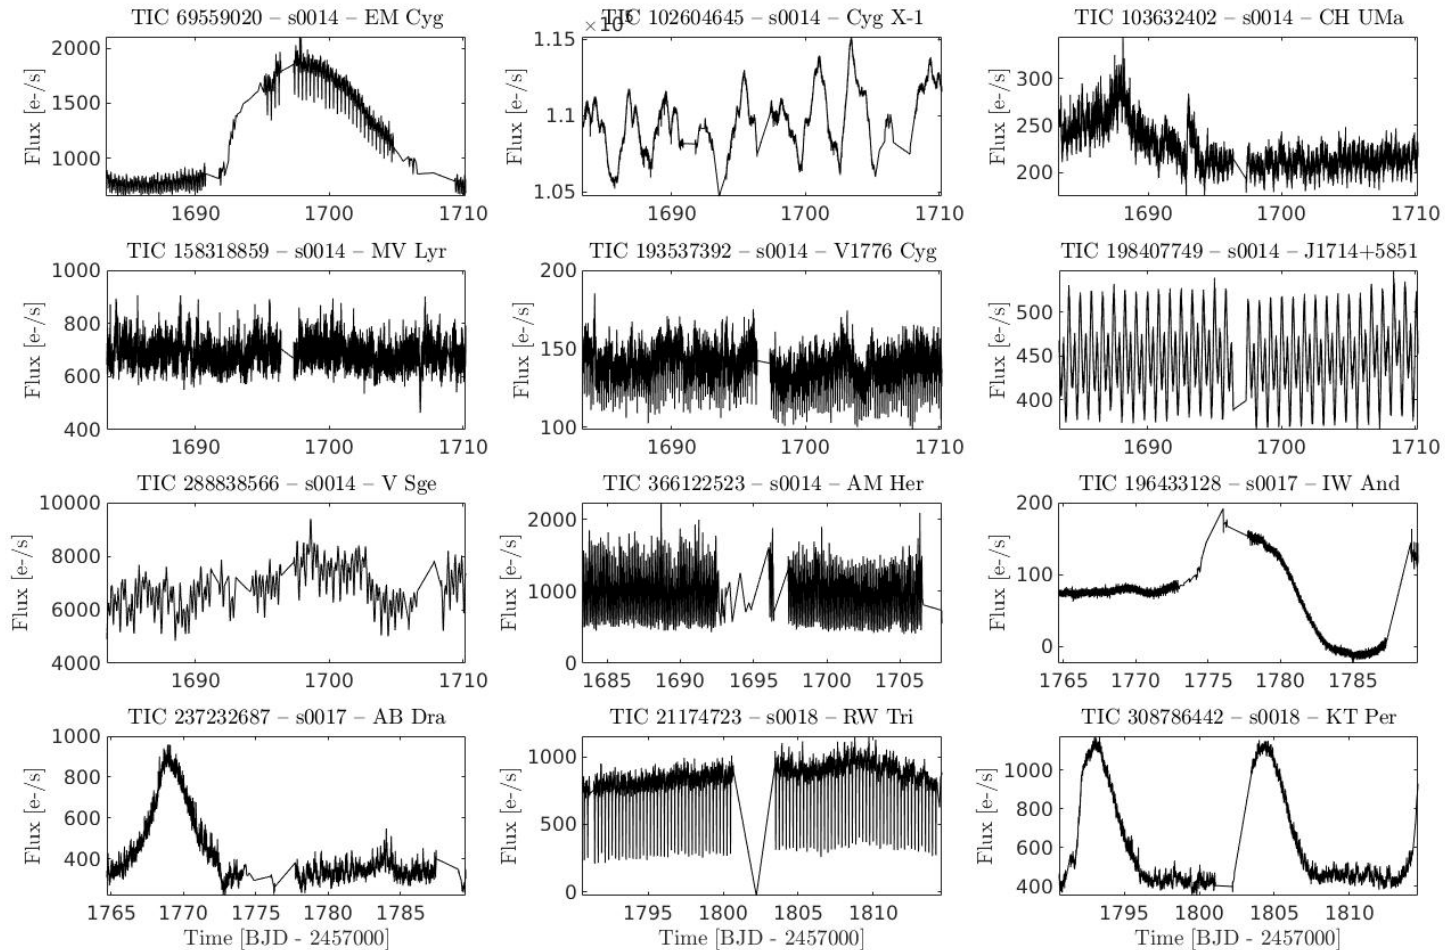 TIC 69559020 – s0014 – EM Cyg
2000
1500
1000
Flux [e-/s]
1690 1700 1710
TIC 102604645 – s0014 – Cyg X-1
1.15
1.1
1.05
Flux [e-/s]
1690 1700 1710
TIC 103632402 – s0014 – CH UMa
300
250
200
Flux [e-/s]
1690 1700 1710
TIC 158318859 – s0014 – MV Lyr
1000
800
600
400
Flux [e-/s]
1690 1700 1710
TIC 193537392 – s0014 – V1776 Cyg
200
150
100
Flux [e-/s]
1690 1700 1710
TIC 198407749 – s0014 – J1714+5851
500
450
400
Flux [e-/s]
1690 1700 1710
TIC 288838566 – s0014 – V Sge
10000
8000
6000
4000
Flux [e-/s]
1690 1700 1710
TIC 366122523 – s0014 – AM Her
2000
1000
0
Flux [e-/s]
1685 1690 1695 1700 1705
TIC 196433128 – s0017 – IW And
200
100
0
Flux [e-/s]
1765 1770 1775 1780 1785
TIC 237232687 – s0017 – AB Dra
1000
800
600
400
Flux [e-/s]
1765 1770 1775 1780 1785
Time [BJD - 2457000]
TIC 21174723 – s0018 – RW Tri
1000
500
0
Flux [e-/s]
1795 1800 1805 1810
Time [BJD - 2457000]
TIC 308786442 – s0018 – KT Per
1000
800
600
400
Flux [e-/s]
1795 1800 1805 1810
Time [BJD - 2457000]